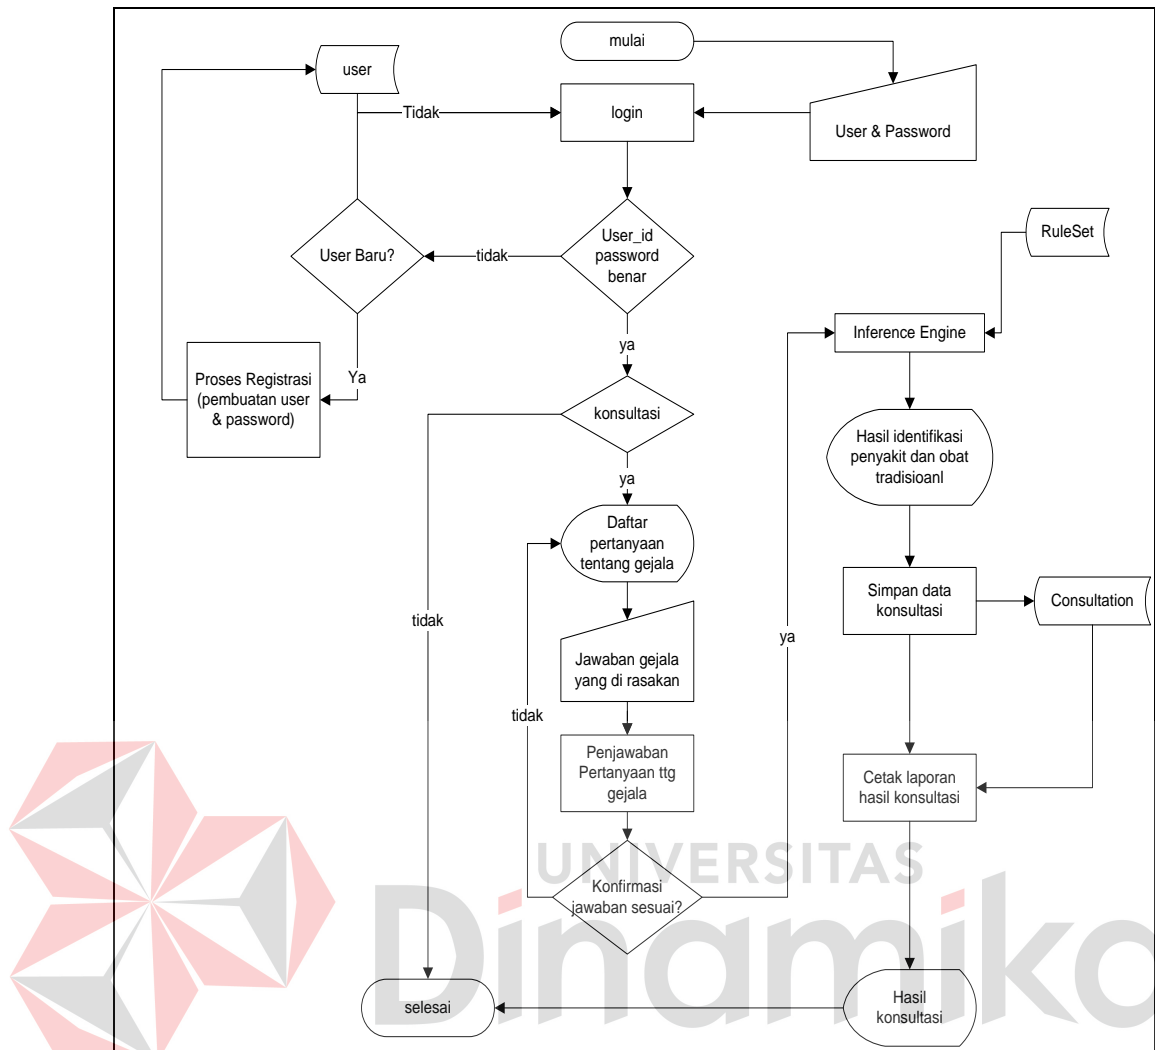 mulai
user
Tidak
login
User & Password
User Baru?
tidak
User_id
password
benar
RuleSet
ya
Inference Engine
Proses Registrasi
(pembuatan user
& password)
Ya
konsultasi
Hasil identifikasi
penyakit dan obat
tradisioanl
ya
Daftar
pertanyaan
tentang gejala
Simpan data
konsultasi
Consultation
tidak
ya
Jawaban gejala
yang di rasakan
tidak
Penjawaban
Pertanyaan ttg
gejala
Cetak laporan
hasil konsultasi
Konfirmasi
jawaban sesuai?
UNIVERSITAS
Dinamika
selesai
Hasil
konsultasi